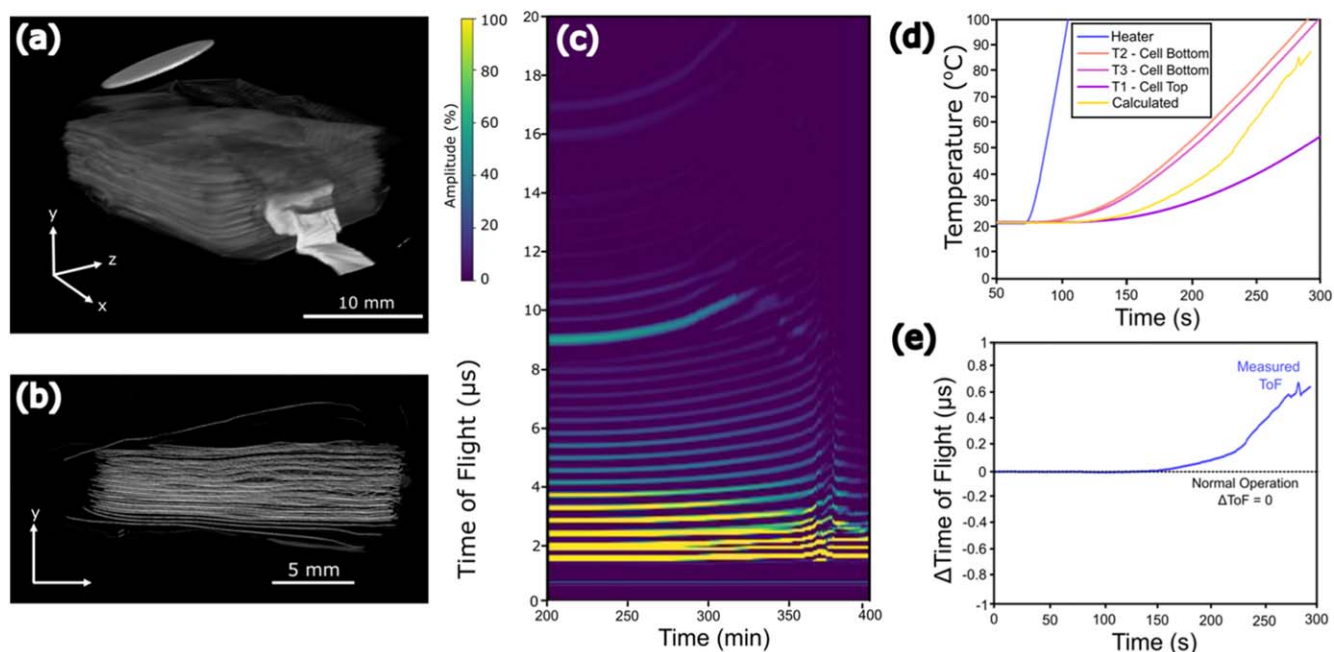 (a)
y
z
x
10 mm
(b)
y
5 mm
(c)
Amplitude (%)
100
80
60
40
20
0
Time of Flight (µs)
20
18
16
14
12
10
8
6
4
2
0
200
250
300
350
400
Time (min)
(d)
Temperature (°C)
100
90
80
70
60
50
40
30
20
10
0
Heater
T2 - Cell Bottom
T3 - Cell Bottom
T1 - Cell Top
Calculated
50
100
150
200
250
300
Time (s)
(e)
ΔTime of Flight (µs)
1
0.8
0.6
0.4
0.2
0
-0.2
-0.4
-0.6
-0.8
-1
Measured
ToF
Normal Operation
ΔToF = 0
0
50
100
150
200
250
300
Time (s)